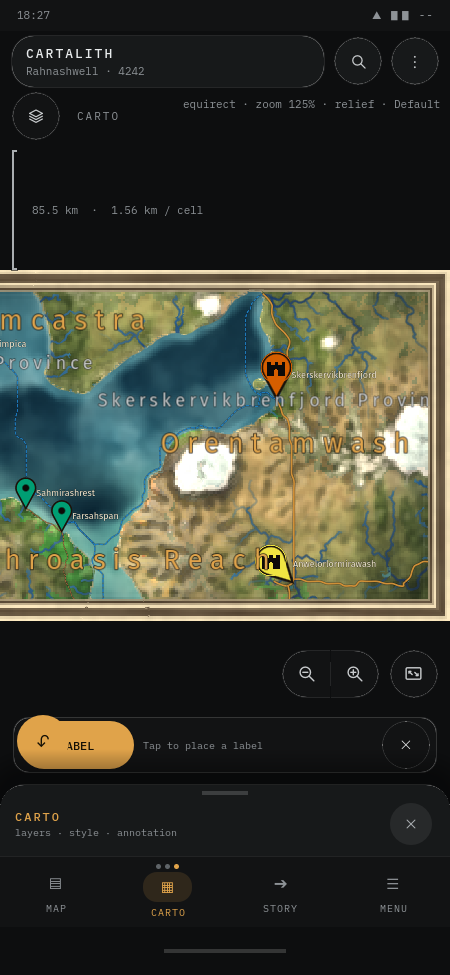 18:27
--
CARTALITH
Rahnashwell · 4242
equirect · zoom 125% · relief · Default
CARTO
85.5 km · 1.56 km / cell
mcastra
impica
Province
Skerskervikbrenfjord
Skerskervikbrenfjord Provin
Orentamwash
Sahmirashrest
Farsahspan
hroasis Reach
ABEL
Tap to place a label
CARTO
layers · style · annotation
MAP
CARTO
STORY
MENU